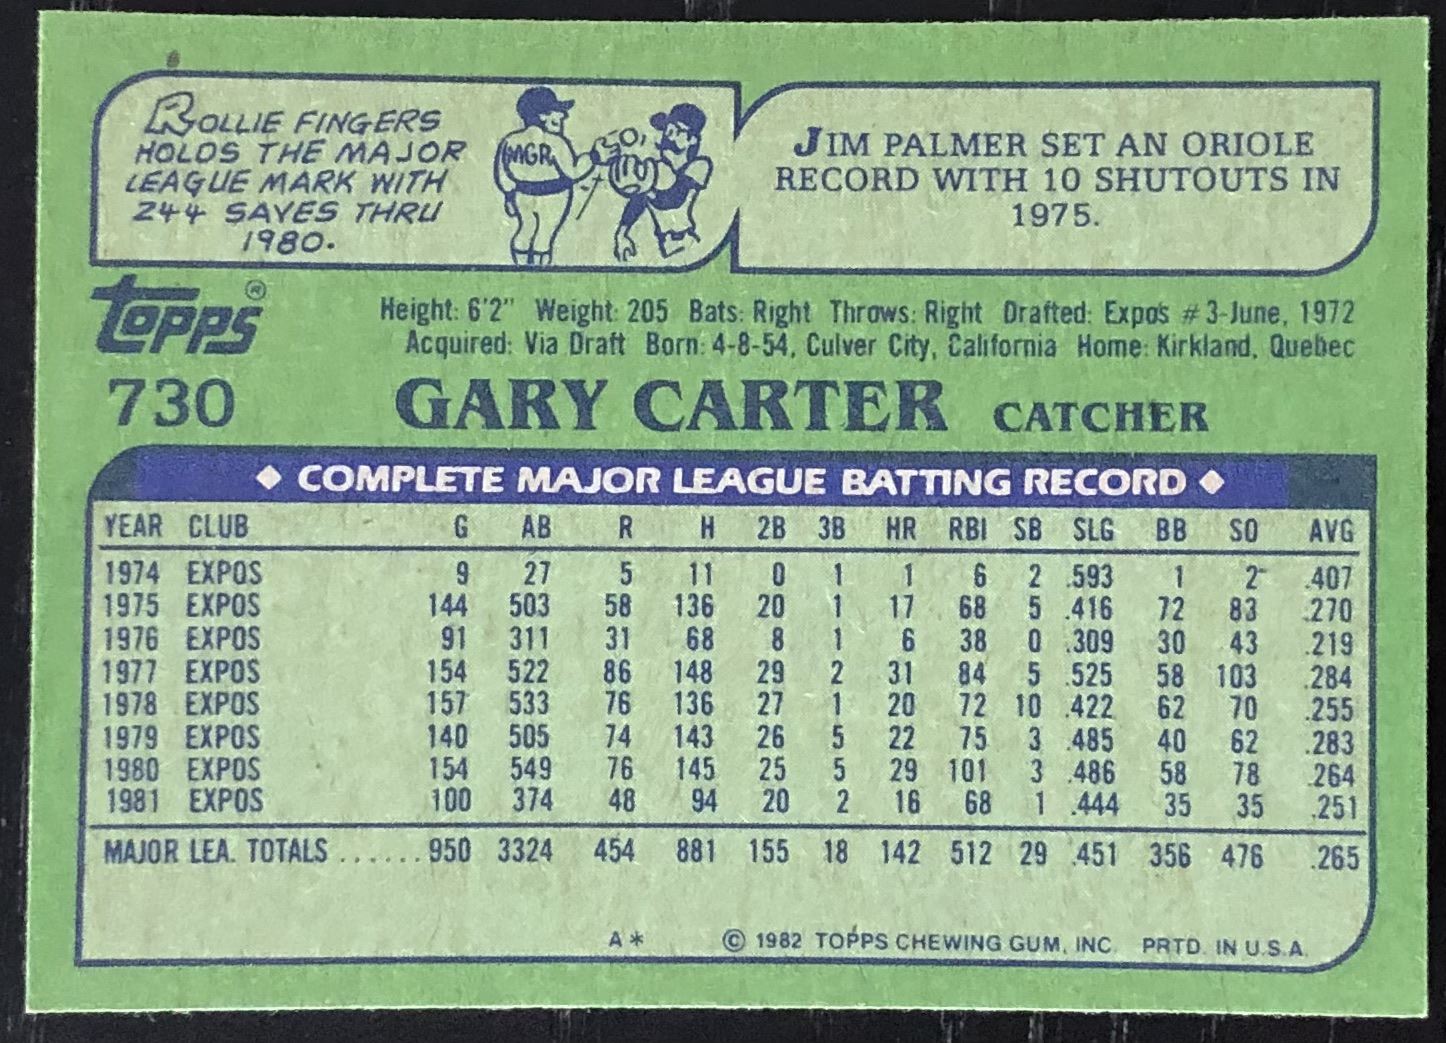 ROLLIE FINGERS
HOLDS THE MAJOR
LEAGUE MARK WITH
244 SAVES THRU
1980.
MGR.
JIM PALMER SET AN ORIOLE
RECORD WITH 10 SHUTOUTS IN
1975.
TOPPS®
Height: 6'2" Weight: 205 Bats: Right Throws: Right Drafted: Expos #3-June, 1972
Acquired: Via Draft Born: 4-8-54, Culver City, California Home: Kirkland, Quebec
730 GARY CARTER CATCHER
◆ COMPLETE MAJOR LEAGUE BATTING RECORD ◆
YEAR CLUB G AB R H 2B 3B HR RBI SB SLG BB SO AVG
1974 EXPOS 9 27 5 11 0 1 1 6 2 .593 1 2 .407
1975 EXPOS 144 503 58 136 20 1 17 68 5 .416 72 83 .270
1976 EXPOS 91 311 31 68 8 1 6 38 0 .309 30 43 .219
1977 EXPOS 154 522 86 148 29 2 31 84 5 .525 58 103 .284
1978 EXPOS 157 533 76 136 27 1 20 72 10 .422 62 70 .255
1979 EXPOS 140 505 74 143 26 5 22 75 3 .485 40 62 .283
1980 EXPOS 154 549 76 145 25 5 29 101 3 .486 58 78 .264
1981 EXPOS 100 374 48 94 20 2 16 68 1 .444 35 35 .251
MAJOR LEA. TOTALS ...... 950 3324 454 881 155 18 142 512 29 .451 356 476 .265
A* © 1982 TOPPS CHEWING GUM, INC. PRTD. IN U.S.A.